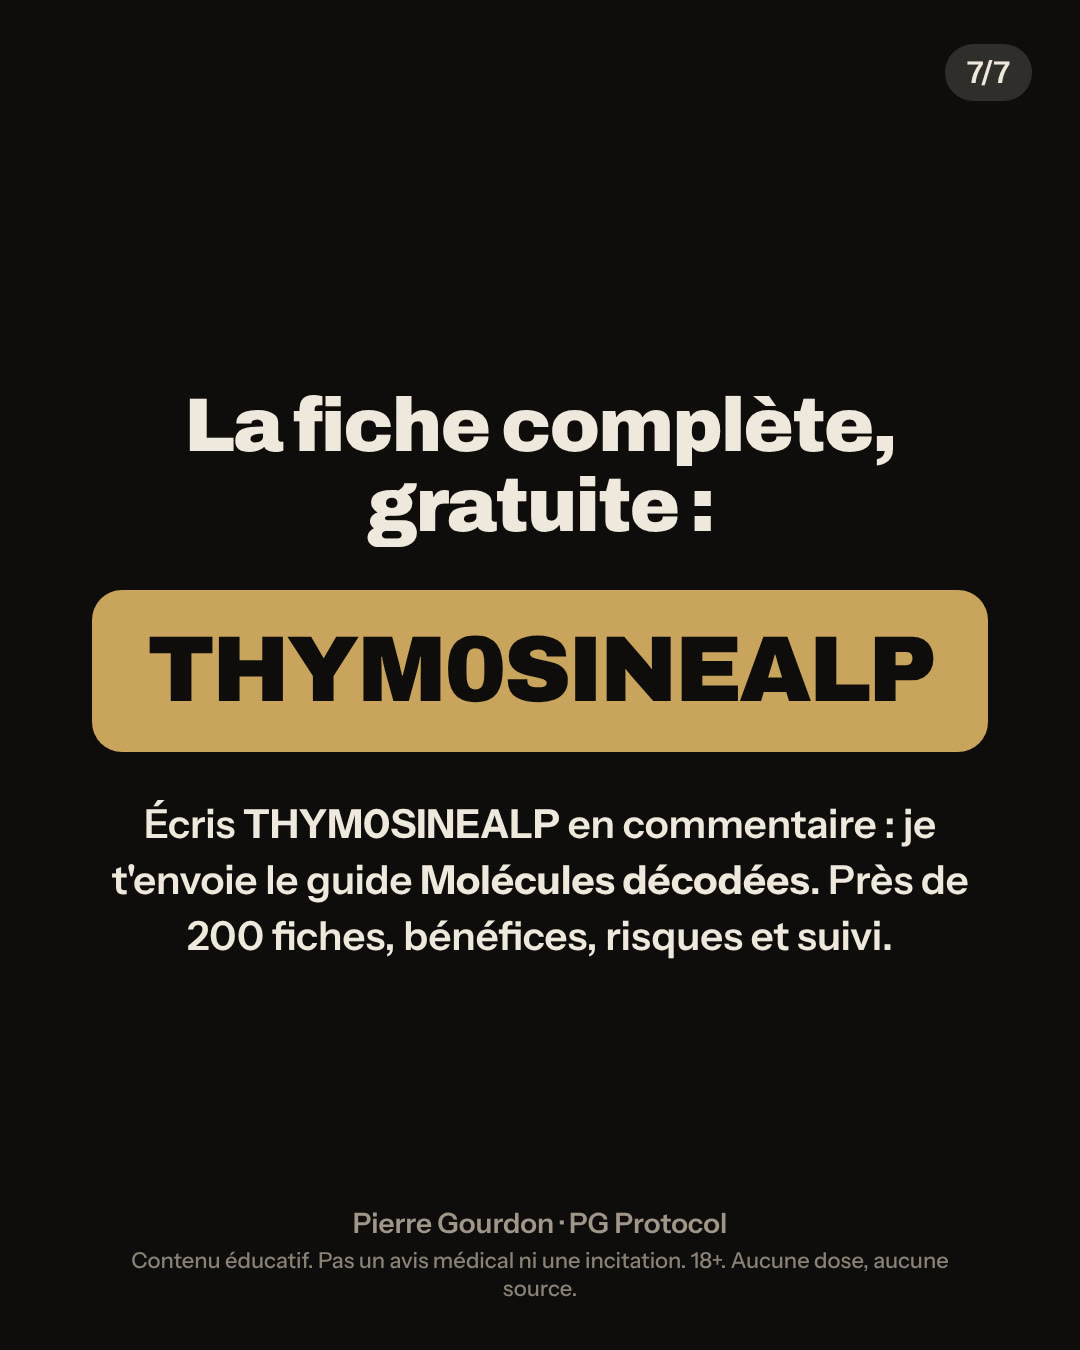 7/7
La fiche complète,
gratuite :
THYM0SINEALP
Écris THYM0SINEALP en commentaire : je
t'envoie le guide Molécules décodées. Près de
200 fiches, bénéfices, risques et suivi.
Pierre Gourdon · PG Protocol
Contenu éducatif. Pas un avis médical ni une incitation. 18+. Aucune dose, aucune
source.